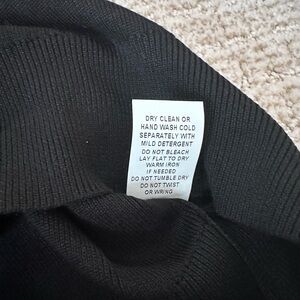 DRY CLEAN OR
HAND WASH COLD
SEPARATELY WITH
MILD DETERGENT
DO NOT BLEACH
LAY FLAT TO DRY
WARM IRON
IF NEEDED
DO NOT TUMBLE DRY
DO NOT TWIST
OR WRING